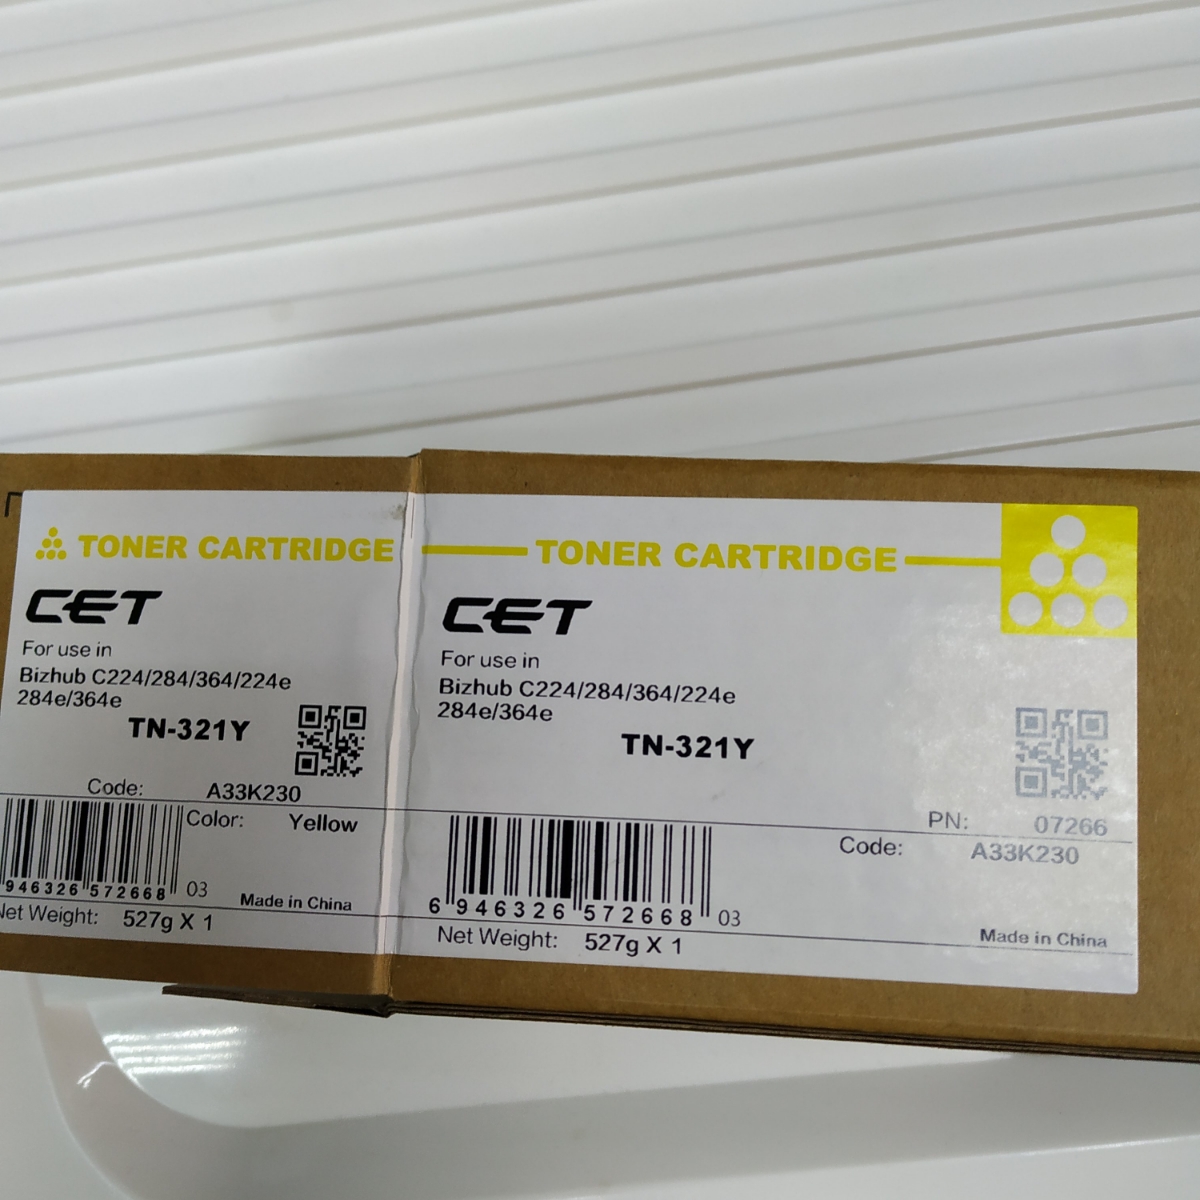 TONER CARTRIDGE
CET
For use in
Bizhub C224/284/364/224e
284e/364e
TN-321Y
Code: A33K230
Color: Yellow
946326 572668 03
Made in China
Net Weight: 527g X 1
TONER CARTRIDGE
CET
For use in
Bizhub C224/284/364/224e
284e/364e
TN-321Y
PN: 07266
Code: A33K230
6 946326 572668 03
Net Weight: 527g X 1
Made in China